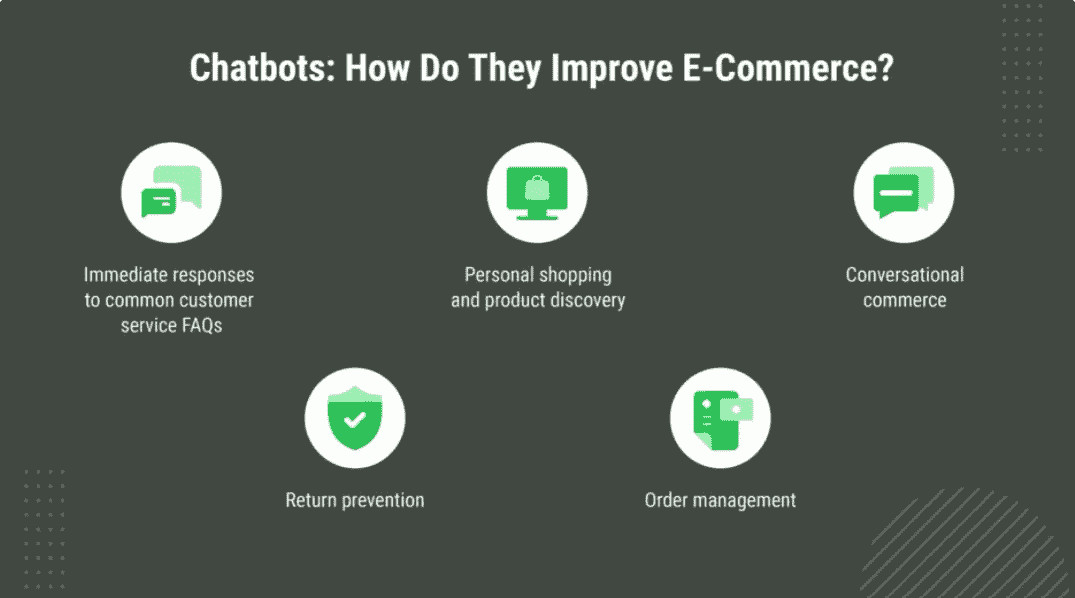 Chatbots: How Do They Improve E-Commerce?
Immediate responses
to common customer
service FAQs
Personal shopping
and product discovery
Conversational
commerce
Return prevention
Order management